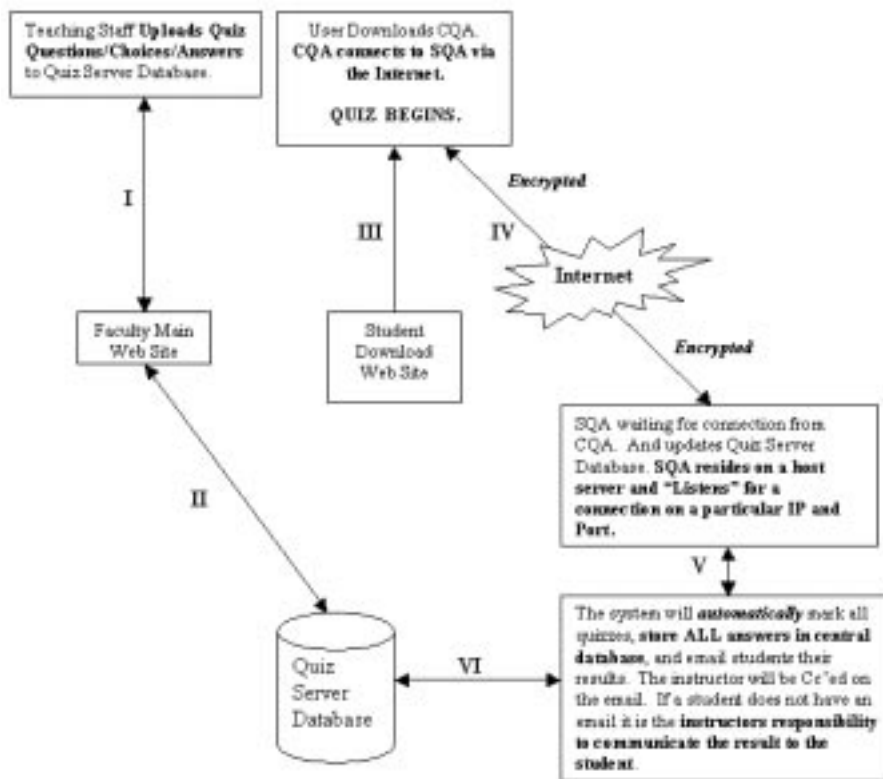 Teaching Staff Uploads Quiz
Questions/Choices/Answers
to Quiz Server Database.
User Downloads CQA.
CQA connects to SQA via
the Internet.
QUIZ BEGINS.
I
III
Encrypted
IV
Internet
Faculty Main
Web Site
Student
Download
Web Site
Encrypted
II
SQA waiting for connection from
CQA. And updates Quiz Server
Database. SQA resides on a host
server and “Listens” for a
connection on a particular IP and
Port.
V
Quiz
Server
Database
VI
The system will automatically mark all
quizzes, store ALL answers in central
database, and email students their
results. The instructor will be Cc'ed on
the email. If a student does not have an
email it is the instructors responsibility
to communicate the result to the
student.